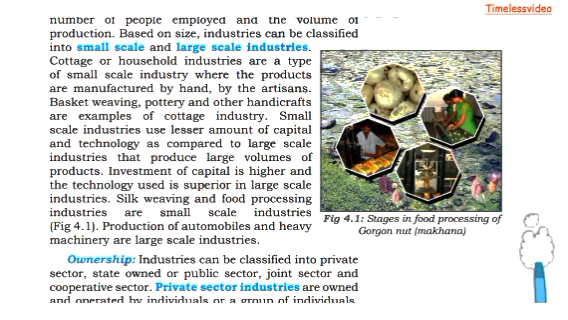 Timelessvideo
number of people employed and the volume of
production. Based on size, industries can be classified
into small scale and large scale industries.
Cottage or household industries are a type
of small scale industry where the products
are manufactured by hand, by the artisans.
Basket weaving, pottery and other handicrafts
are examples of cottage industry. Small
scale industries use lesser amount of capital
and technology as compared to large scale
industries that produce large volumes of
products. Investment of capital is higher and
the technology used is superior in large scale
industries. Silk weaving and food processing
industries are small scale industries
(Fig 4.1). Production of automobiles and heavy
machinery are large scale industries.
Fig 4.1: Stages in food processing of
Gorgon nut (makhana)
Ownership: Industries can be classified into private
sector, state owned or public sector, joint sector and
cooperative sector. Private sector industries are owned
and operated by individuals or a group of individuals.